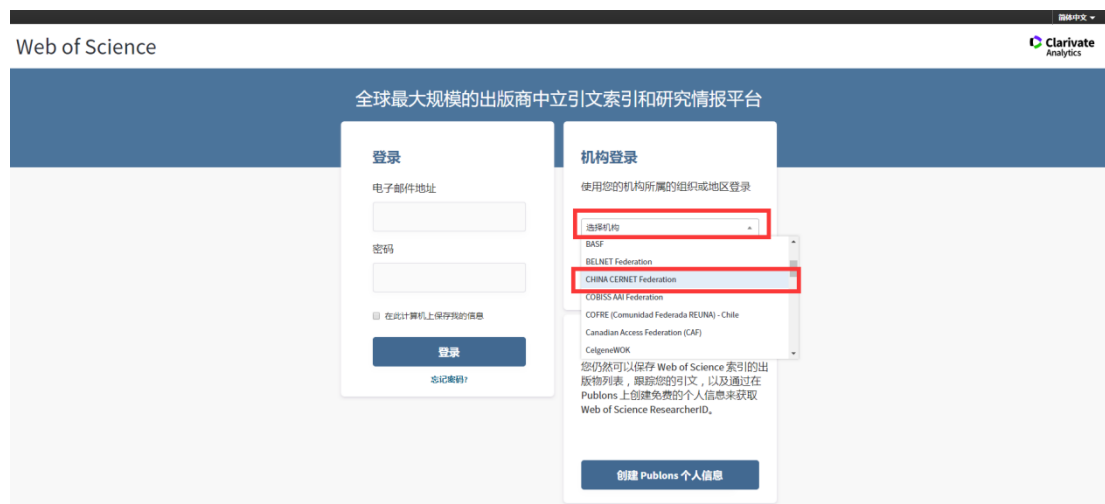 简体中文
Web of Science
Clarivate
Analytics
全球最大规模的出版商中立引文索引和研究情报平台
登录
电子邮件地址
密码
在此计算机上保存我的信息
登录
忘记密码?
机构登录
使用您的机构所属的组织或地区登录
选择机构
BASF
BELNET Federation
CHINA CERNET Federation
COBISS AAI Federation
COFRE (Comunidad Federada REUNA) - Chile
Canadian Access Federation (CAF)
CelgeneWOK
您仍然可以保存 Web of Science 索引的出
版物列表，跟踪您的引文，以及通过在
Publons 上创建免费的个人信息来获取
Web of Science ResearcherID。
创建 Publons 个人信息